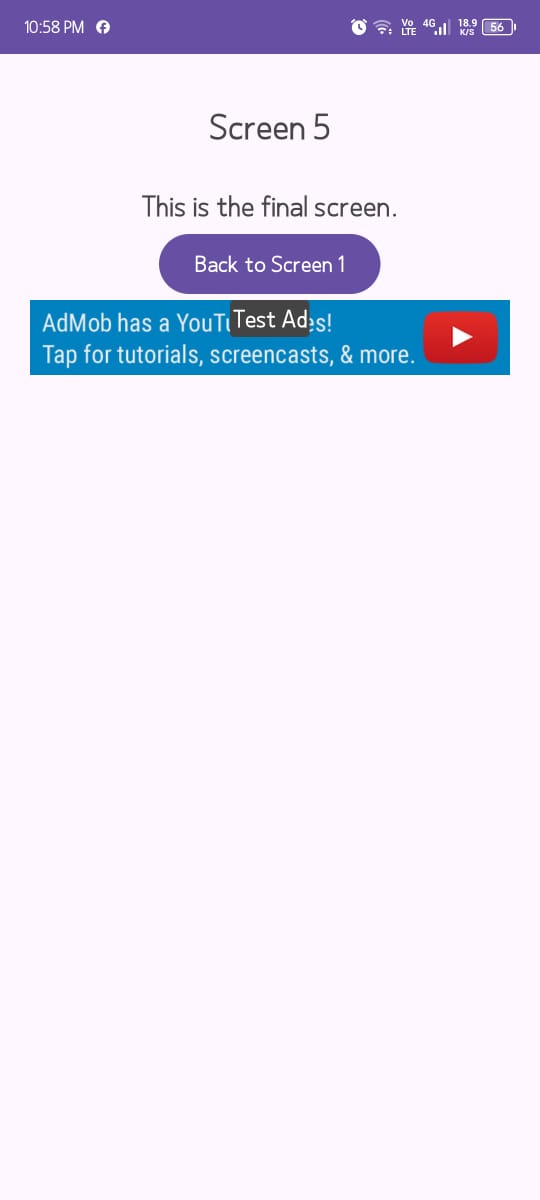 10:58 PM
Vo LTE
4G
18.9 K/S
56
Screen 5
This is the final screen.
Back to Screen 1
AdMob has a es!
Test Ad
Tap for tutorials, screencasts, & more.